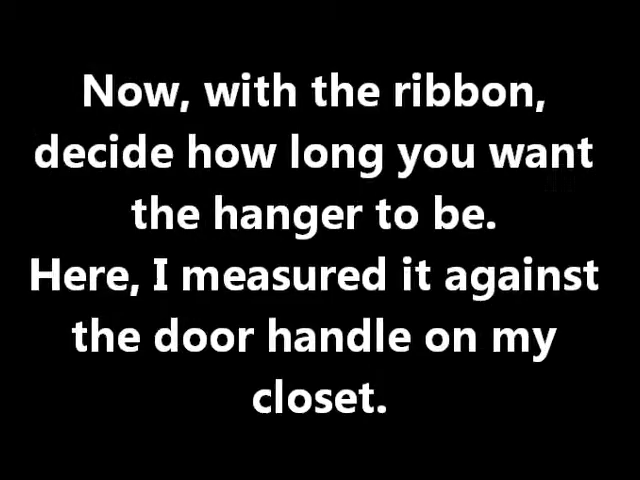 Now, with the ribbon,
decide how long you want
the hanger to be.
Here, I measured it against
the door handle on my
closet.